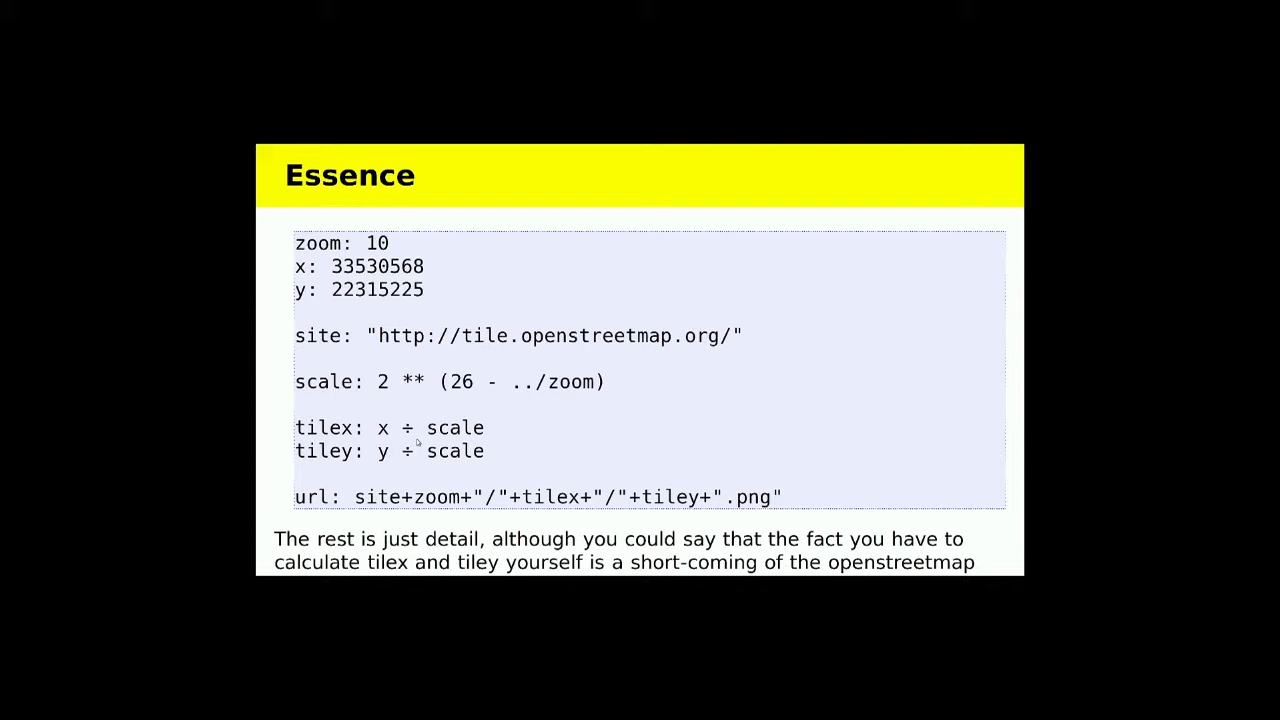 Essence
zoom: 10
x: 33530568
y: 22315225
site: "http://tile.openstreetmap.org/"
scale: 2 ** (26 - ../zoom)
tilex: x ÷ scale
tiley: y ÷ scale
url: site+zoom+"/"+tilex+"/"+tiley+".png"
The rest is just detail, although you could say that the fact you have to
calculate tilex and tiley yourself is a short-coming of the openstreetmap